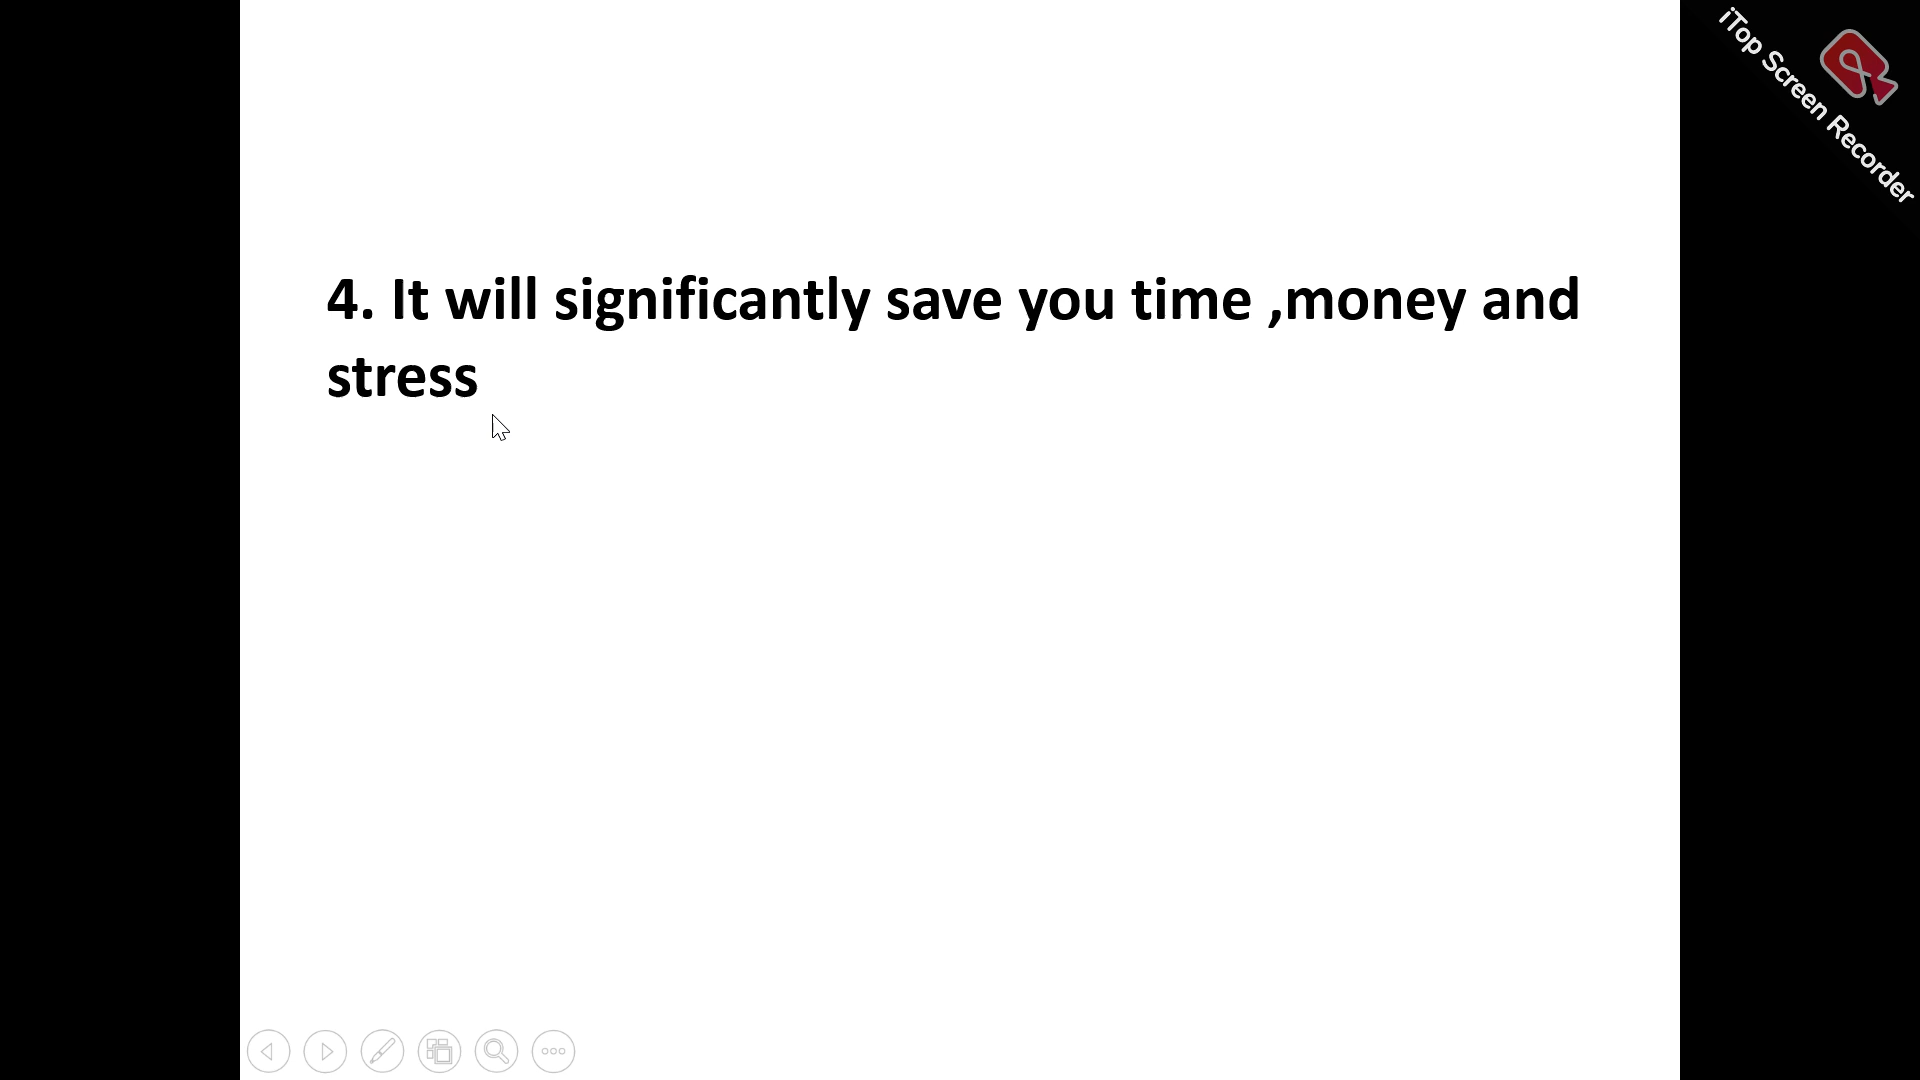 4. It will significantly save you time ,money and
stress
iTop Screen Recorder